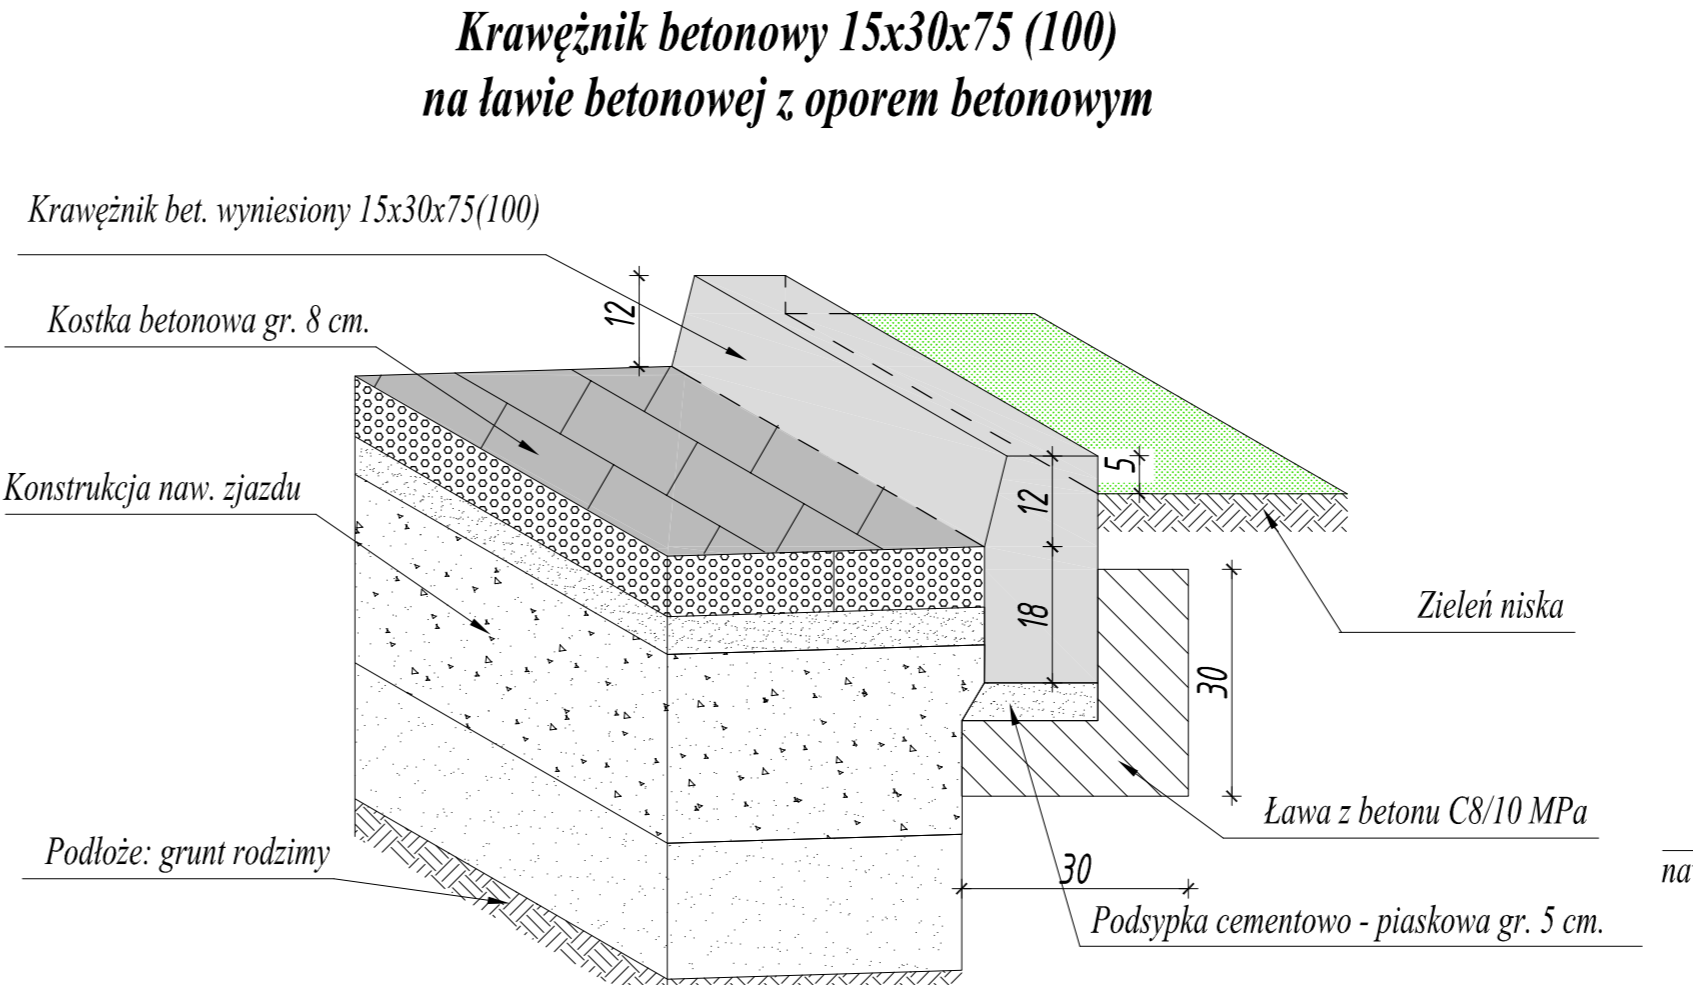 Krawężnik betonowy 15x30x75 (100)
na ławie betonowej z oporem betonowym
Krawężnik bet. wyniesiony 15x30x75(100)
12
Kostka betonowa gr. 8 cm.
5
12
Konstrukcja naw. zjazdu
18
Zieleń niska
30
Ława z betonu C8/10 MPa
Podłoże: grunt rodzimy
30
na
Podsypka cementowo - piaskowa gr. 5 cm.